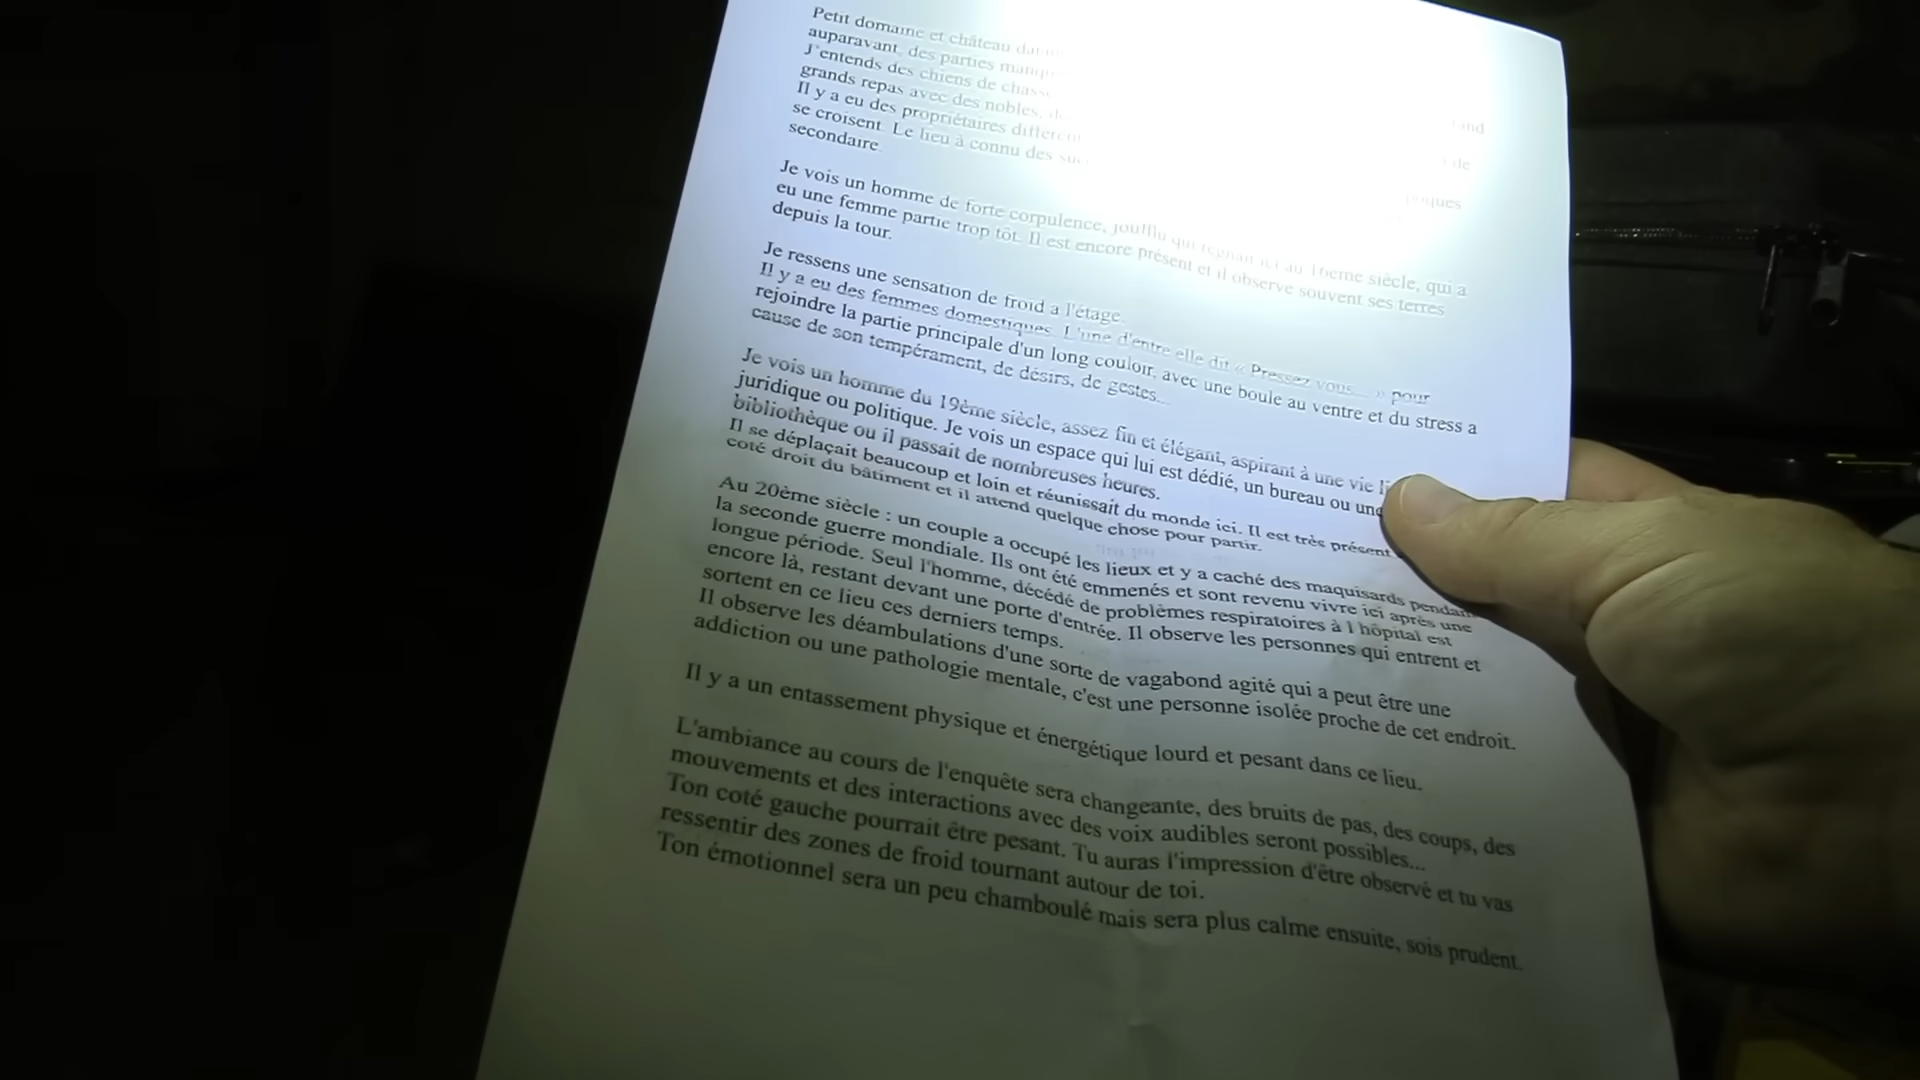 Petit domaine et château
auparavant, des parties
J'entends des chiens de
grands repas avec des nobles, and
Il y a eu des propriétaires de
se croisent. Le lieu à connu des
secondaire.
Je vois un homme de forte corpulence, joufflu qui régnait ici au 16ème siècle, qui a
eu une femme partie trop tôt. Il est encore présent et il observe souvent ses terres
depuis la tour.
Je ressens une sensation de froid a l'étage.
Il y a eu des femmes domestiques. L'une d'entre elle dit « Pressez vous... » pour
rejoindre la partie principale d'un long couloir, avec une boule au ventre et du stress a
cause de son tempérament, de désirs, de gestes...
Je vois un homme du 19ème siècle, assez fin et élégant, aspirant à une vie
juridique ou politique. Je vois un espace qui lui est dédié, un bureau ou une
bibliothèque ou il passait de nombreuses heures.
Il se déplaçait beaucoup et loin et réunissait du monde ici. Il est très présent
coté droit du bâtiment et il attend quelque chose pour partir.
Au 20ème siècle : un couple a occupé les lieux et y a caché des maquisards pendant
la seconde guerre mondiale. Ils ont été emmenés et sont revenu vivre ici après une
longue période. Seul l'homme, décédé de problèmes respiratoires à l hôpital est
encore là, restant devant une porte d'entrée. Il observe les personnes qui entrent et
sortent en ce lieu ces derniers temps.
Il observe les déambulations d'une sorte de vagabond agité qui a peut être une
addiction ou une pathologie mentale, c'est une personne isolée proche de cet endroit.
Il y a un entassement physique et énergétique lourd et pesant dans ce lieu.
L'ambiance au cours de l'enquête sera changeante, des bruits de pas, des coups, des
mouvements et des interactions avec des voix audibles seront possibles...
Ton coté gauche pourrait être pesant. Tu auras l'impression d'être observé et tu vas
ressentir des zones de froid tournant autour de toi.
Ton émotionnel sera un peu chamboulé mais sera plus calme ensuite, sois prudent.